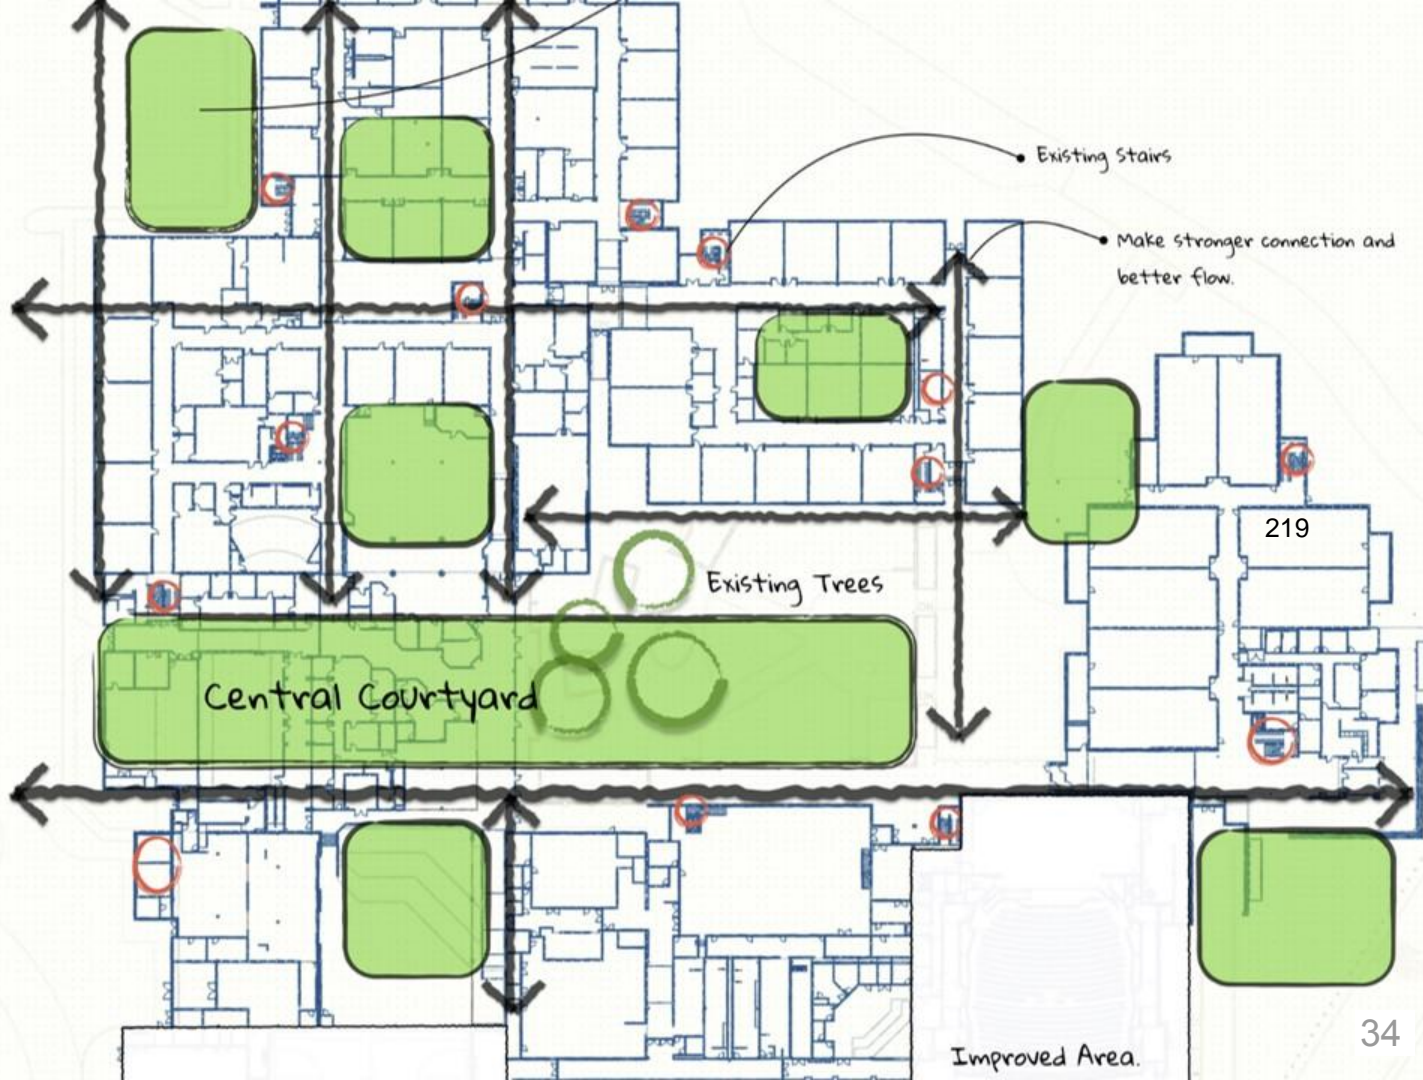 Existing Stairs
Make stronger connection and
better flow.
219
Existing Trees
Central Courtyard
34
Improved Area.